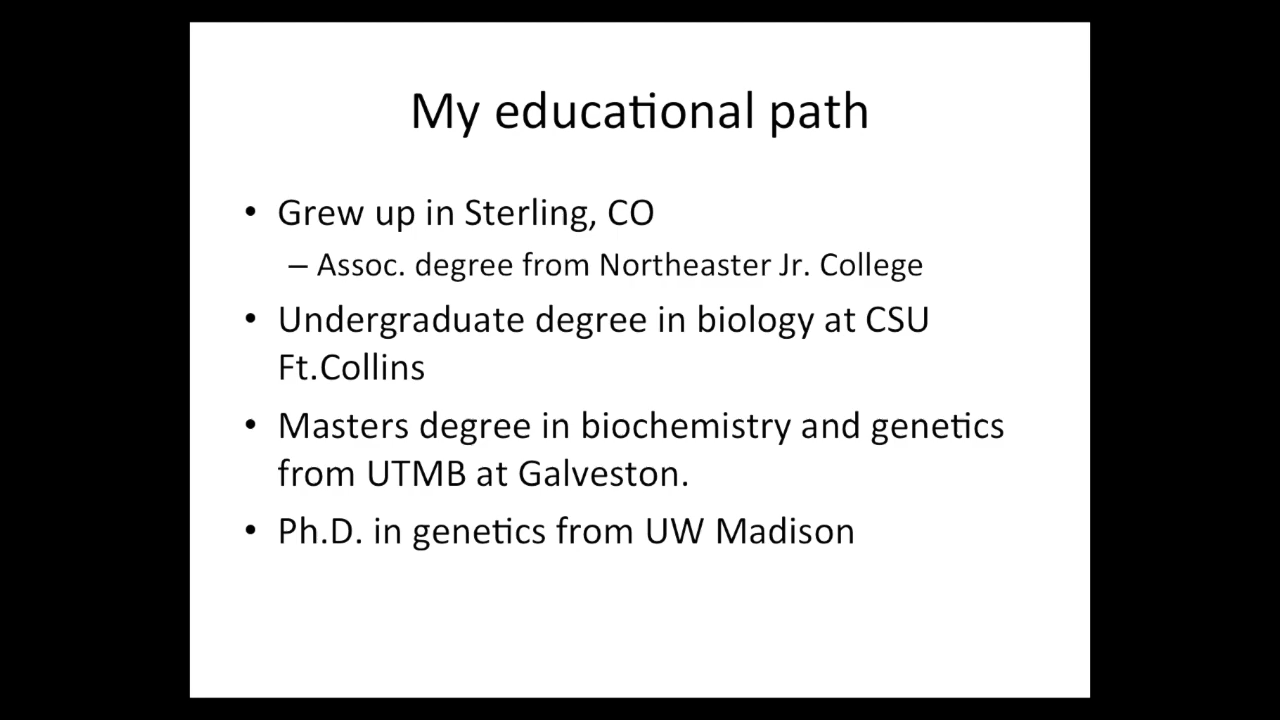 My educational path
• Grew up in Sterling, CO
– Assoc. degree from Northeaster Jr. College
• Undergraduate degree in biology at CSU
Ft.Collins
• Masters degree in biochemistry and genetics
from UTMB at Galveston.
• Ph.D. in genetics from UW Madison